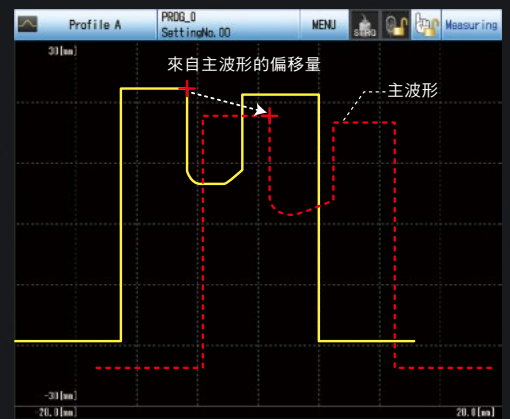 Profile A
PROG_0
SettingNo.00
MENU
STRG
Measuring
30[mm]
來自主波形的偏移量
主波形
-30[mm]
-20.0[mm]
20.0[mm]